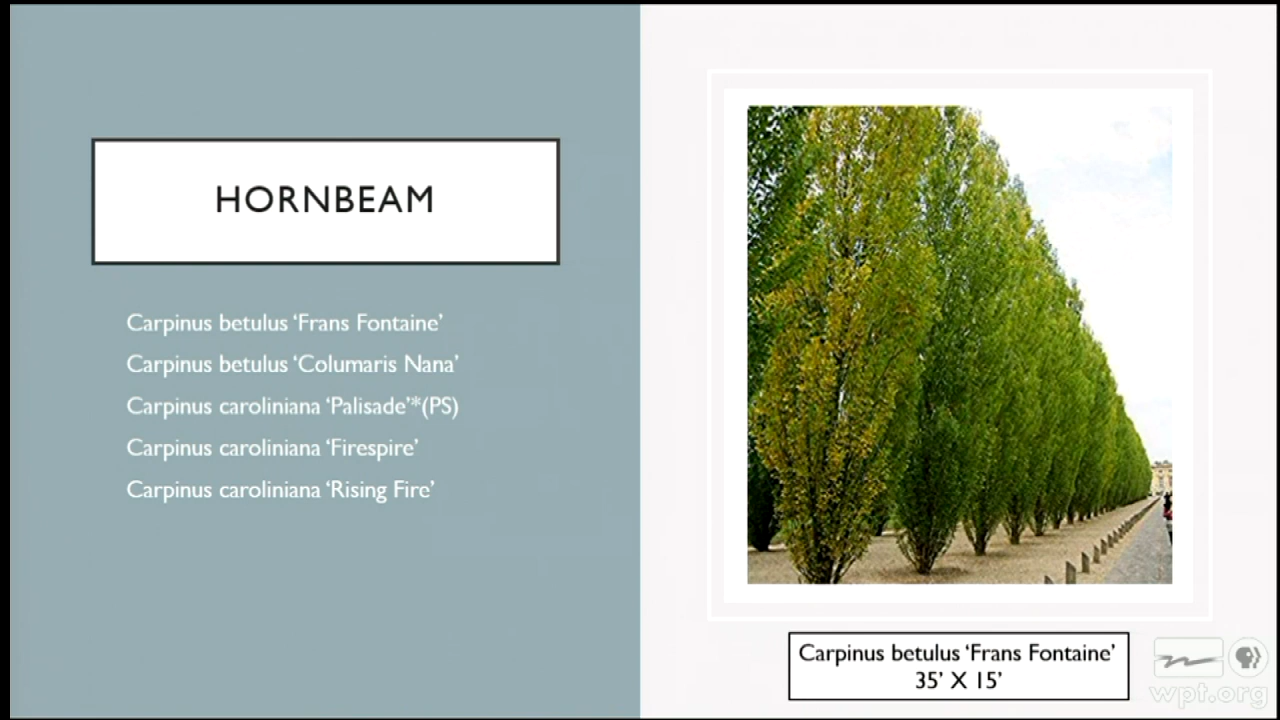 HORNBEAM
Carpinus betulus ‘Frans Fontaine’
Carpinus betulus ‘Columaris Nana’
Carpinus caroliniana ‘Palisade’*(PS)
Carpinus caroliniana ‘Firespire’
Carpinus caroliniana ‘Rising Fire’
Carpinus betulus ‘Frans Fontaine’
35’ X 15’
wpt.org